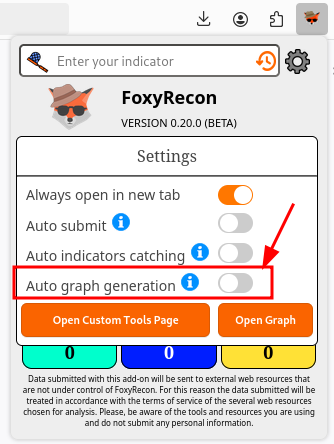 Enter your indicator
FoxyRecon
VERSION 0.20.0 (BETA)
Settings
Always open in new tab
Auto submit
Auto indicators catching
Auto graph generation
Open Custom Tools Page
Open Graph
0
0
0
Data submitted with this add-on will be sent to external web resources that
are not under control of FoxyRecon. For this reason the data submitted will be
treated in accordance with terms of service of the several web resources
chosen for analysis. Please, be aware of the tools and resources you are using
and do not submit any personal information.